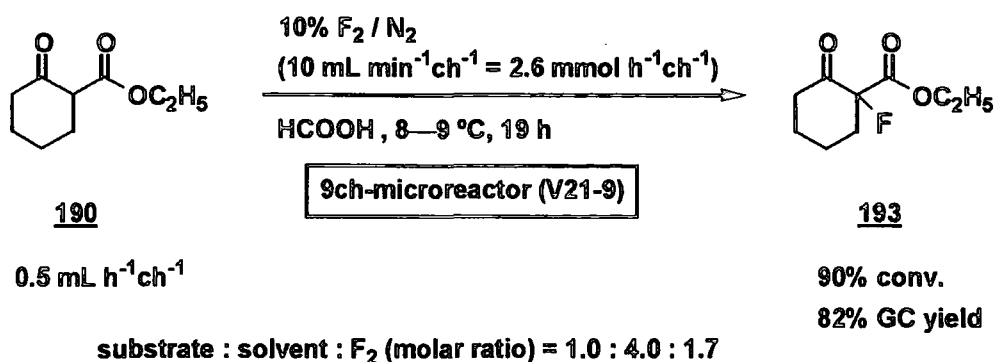 10% F₂ / N₂
(10 mL min⁻¹ch⁻¹ = 2.6 mmol h⁻¹ch⁻¹)
HCOOH , 8—9 ºC, 19 h
9ch-microreactor (V21-9)
O
O
OC₂H₅
O
O
OC₂H₅
F
190
193
0.5 mL h⁻¹ch⁻¹
90% conv.
82% GC yield
substrate : solvent : F₂ (molar ratio) = 1.0 : 4.0 : 1.7